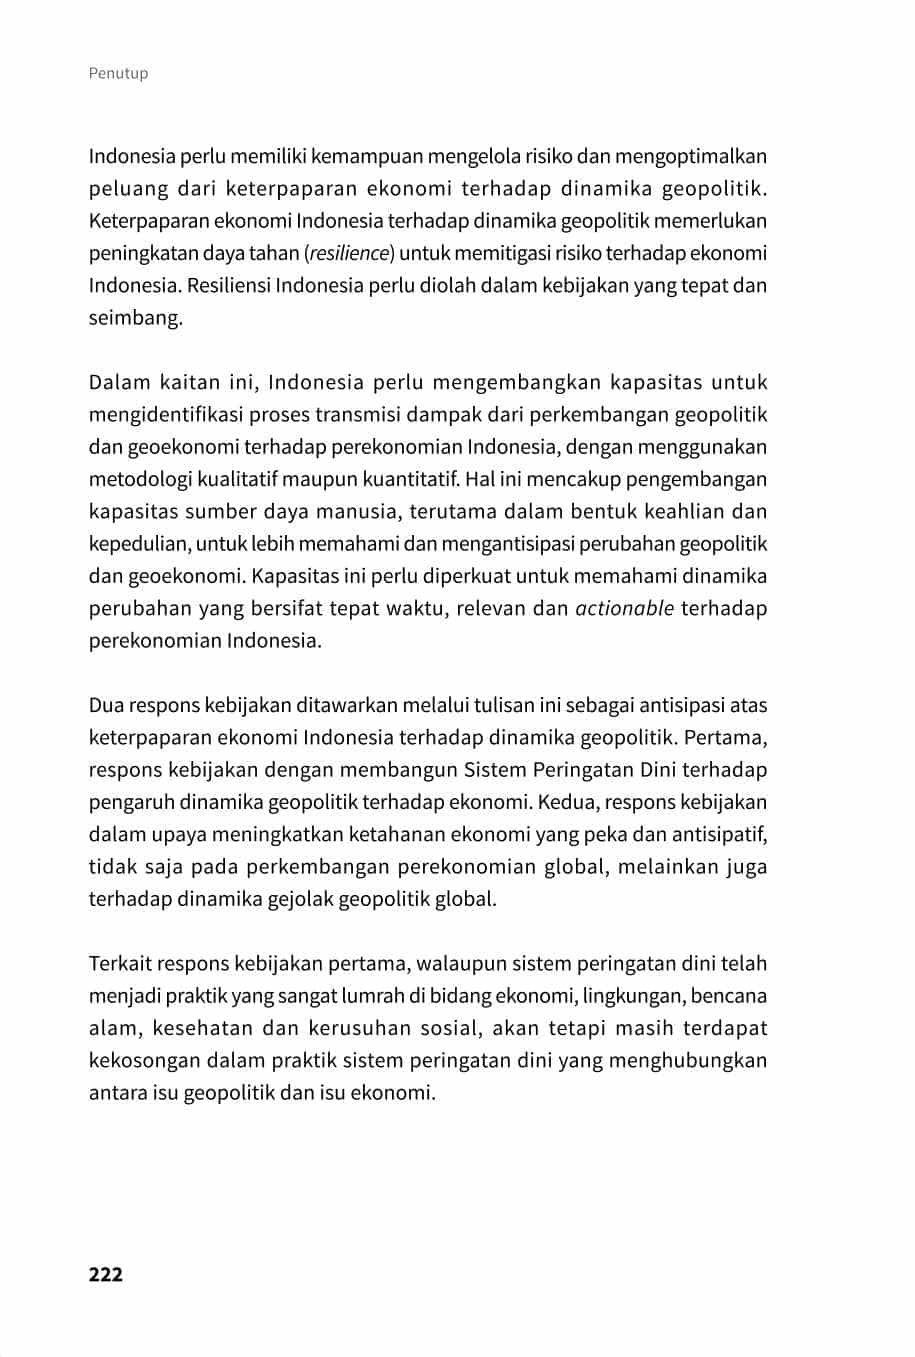 Penutup
Indonesia perlu memiliki kemampuan mengelola risiko dan mengoptimalkan
peluang dari keterpaparan ekonomi terhadap dinamika geopolitik.
Keterpaparan ekonomi Indonesia terhadap dinamika geopolitik memerlukan
peningkatan daya tahan (resilience) untuk memitigasi risiko terhadap ekonomi
Indonesia. Resiliensi Indonesia perlu diolah dalam kebijakan yang tepat dan
seimbang.
Dalam kaitan ini, Indonesia perlu mengembangkan kapasitas untuk
mengidentifikasi proses transmisi dampak dari perkembangan geopolitik
dan geoekonomi terhadap perekonomian Indonesia, dengan menggunakan
metodologi kualitatif maupun kuantitatif. Hal ini mencakup pengembangan
kapasitas sumber daya manusia, terutama dalam bentuk keahlian dan
kepedulian, untuk lebih memahami dan mengantisipasi perubahan geopolitik
dan geoekonomi. Kapasitas ini perlu diperkuat untuk memahami dinamika
perubahan yang bersifat tepat waktu, relevan dan actionable terhadap
perekonomian Indonesia.
Dua respons kebijakan ditawarkan melalui tulisan ini sebagai antisipasi atas
keterpaparan ekonomi Indonesia terhadap dinamika geopolitik. Pertama,
respons kebijakan dengan membangun Sistem Peringatan Dini terhadap
pengaruh dinamika geopolitik terhadap ekonomi. Kedua, respons kebijakan
dalam upaya meningkatkan ketahanan ekonomi yang peka dan antisipatif,
tidak saja pada perkembangan perekonomian global, melainkan juga
terhadap dinamika gejolak geopolitik global.
Terkait respons kebijakan pertama, walaupun sistem peringatan dini telah
menjadi praktik yang sangat lumrah di bidang ekonomi, lingkungan, bencana
alam, kesehatan dan kerusuhan sosial, akan tetapi masih terdapat
kekosongan dalam praktik sistem peringatan dini yang menghubungkan
antara isu geopolitik dan isu ekonomi.
222